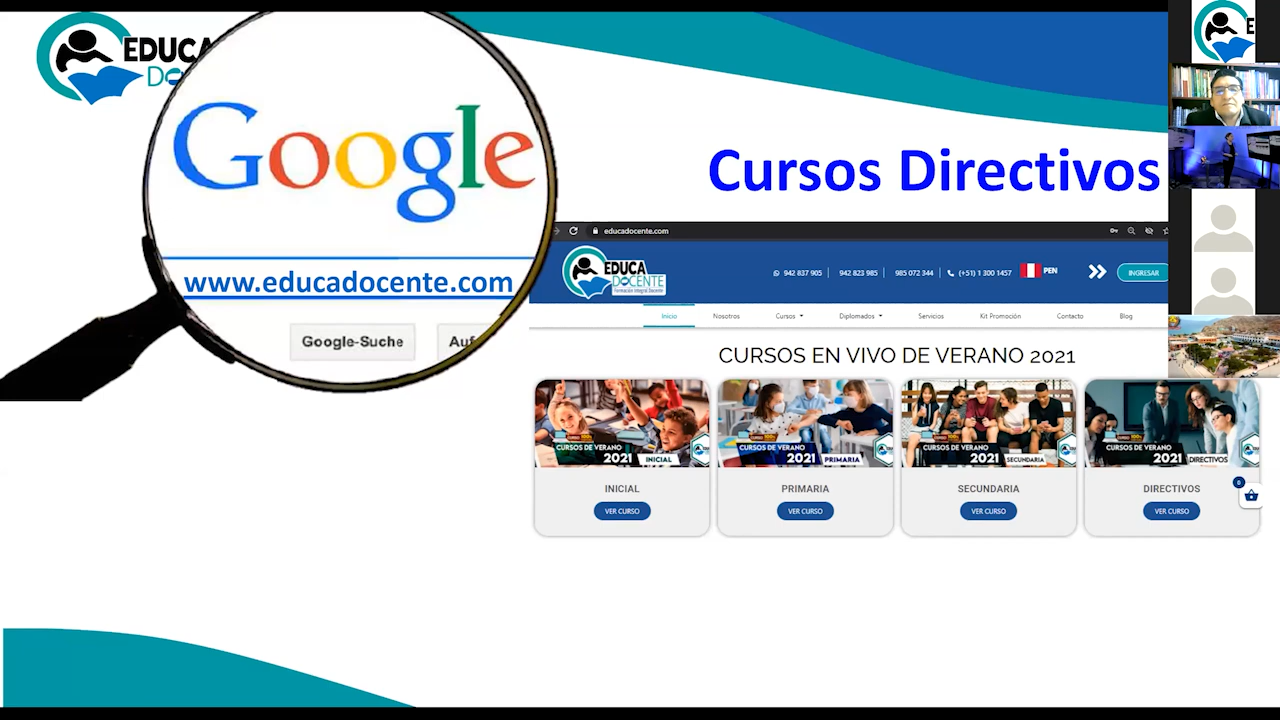 EDUCA
Google
www.educadocente.com
Google-Suche
Cursos Directivos
educadocente.com
EDUCA
DOCENTE
Formación Integral Docente
942 837 905
942 823 985
985 072 344
(+51) 1 300 1457
PEN
INGRESAR
Inicio
Nosotros
Cursos
Diplomados
Servicios
Kit Promoción
Contacto
Blog
CURSOS EN VIVO DE VERANO 2021
CURSOS DE VERANO
2021 INICIAL
CURSOS DE VERANO
2021 PRIMARIA
CURSOS DE VERANO
2021 SECUNDARIA
CURSOS DE VERANO
2021 DIRECTIVOS
INICIAL
PRIMARIA
SECUNDARIA
DIRECTIVOS
VER CURSO
VER CURSO
VER CURSO
VER CURSO
0